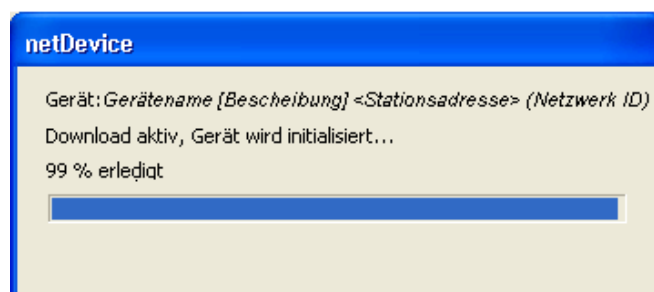 netDevice
Gerät: Gerätename [Bescheibung] <Stationsadresse> (Netzwerk ID)
Download aktiv, Gerät wird initialisiert...
99 % erledigt